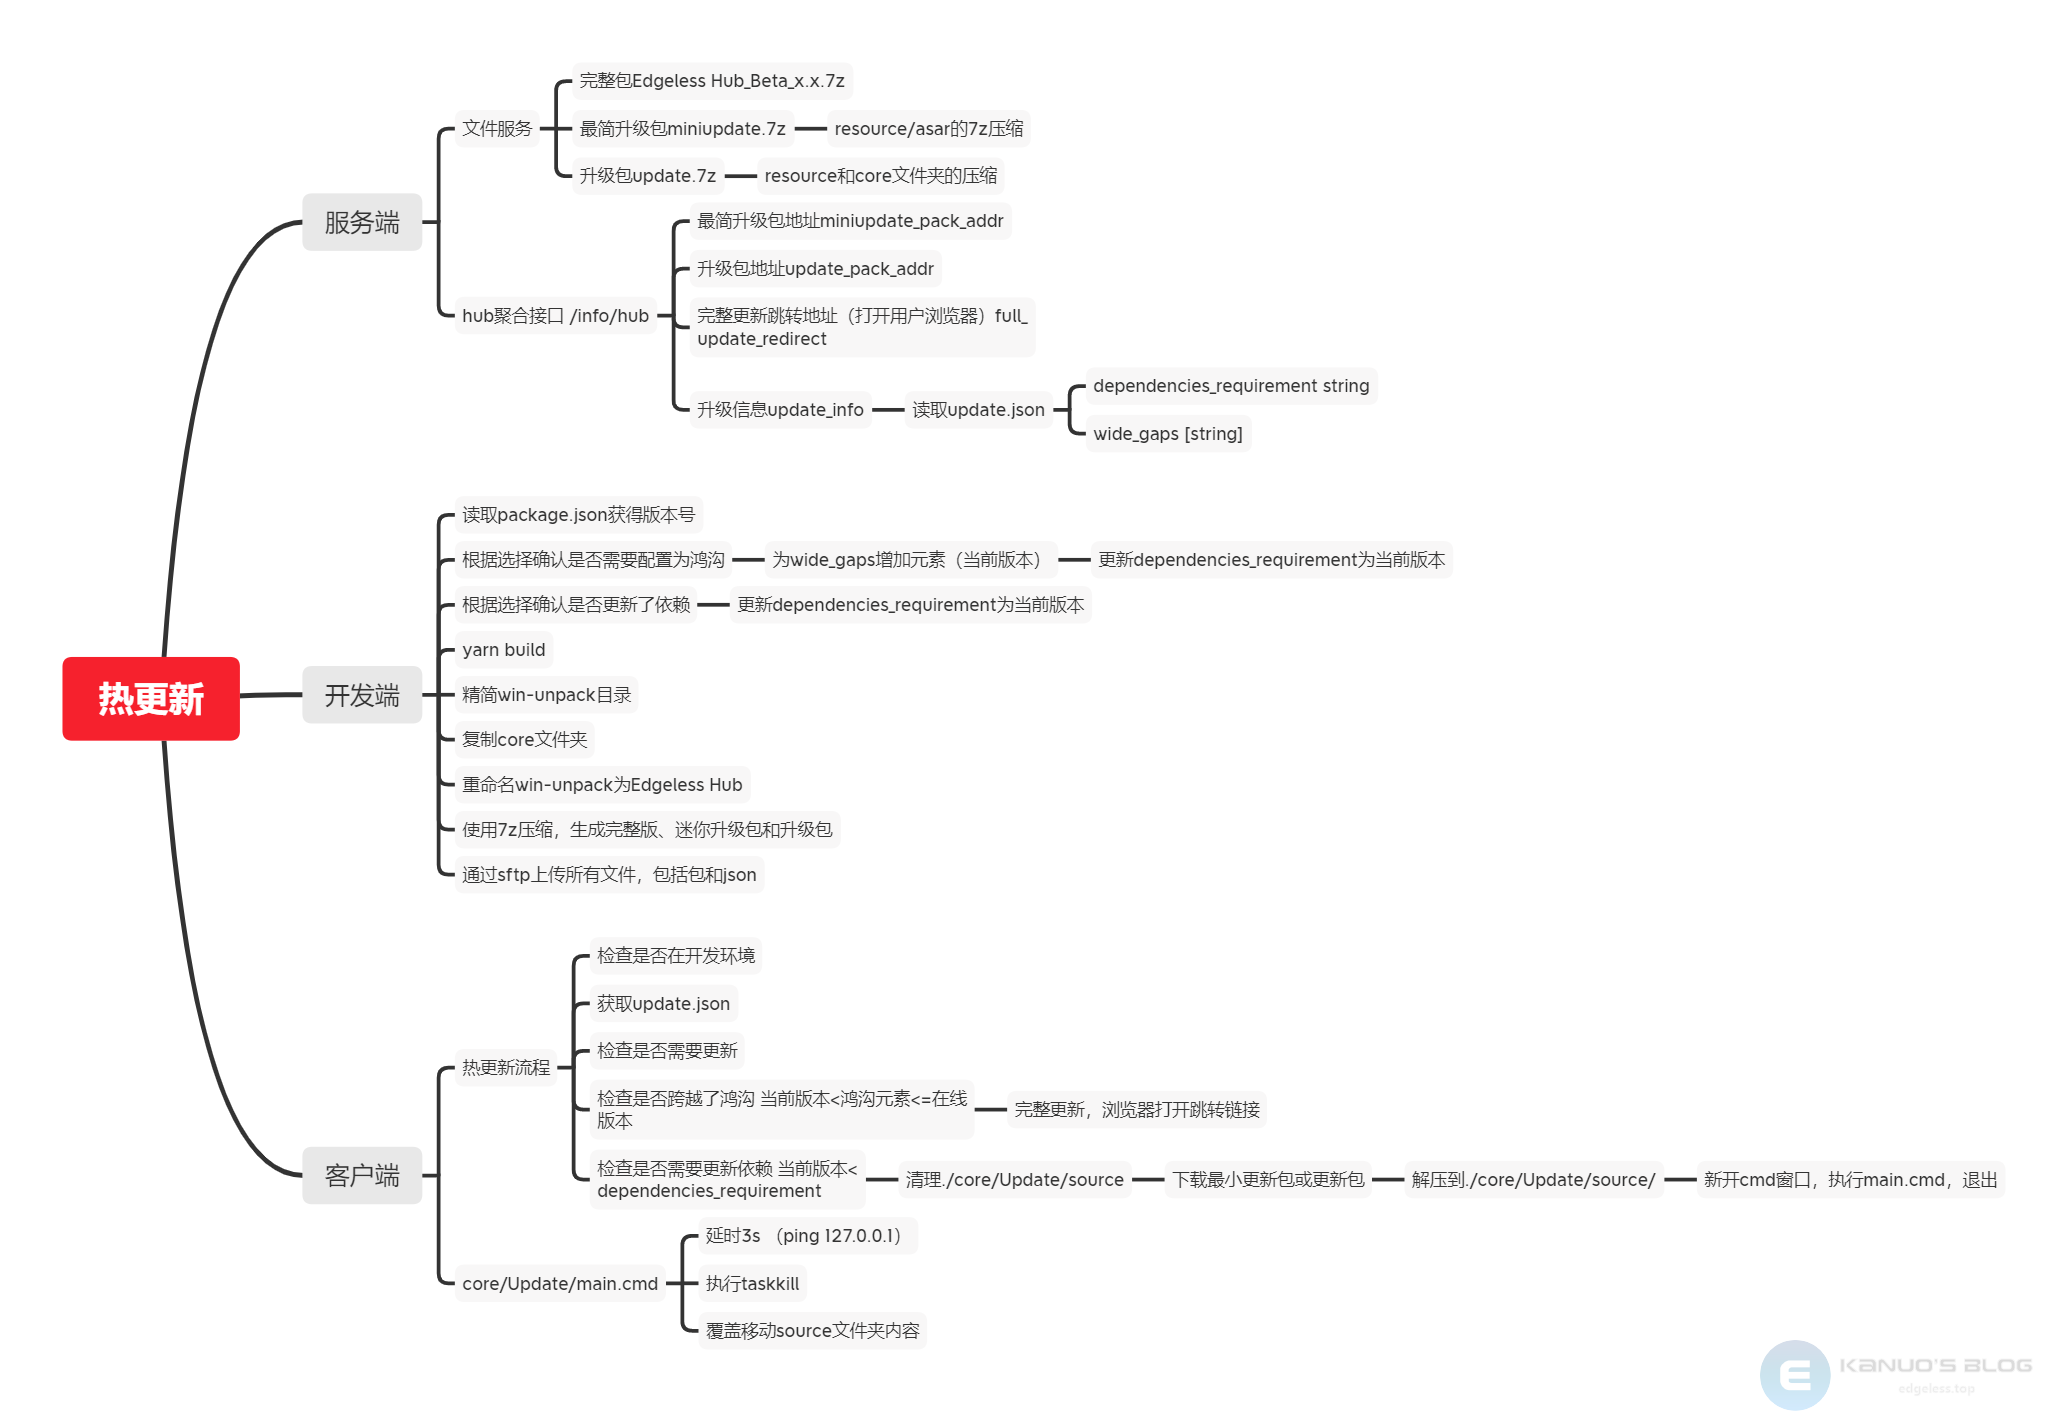 热更新
服务端
文件服务
完整包Edgeless Hub_Beta_x.x.7z
最简升级包miniupdate.7z
resource/asar的7z压缩
升级包update.7z
resource和core文件夹的压缩
hub聚合接口 /info/hub
最简升级包地址miniupdate_pack_addr
升级包地址update_pack_addr
完整更新跳转地址（打开用户浏览器）full_
update_redirect
升级信息update_info
读取update.json
dependencies_requirement string
wide_gaps [string]
开发端
读取package.json获得版本号
根据选择确认是否需要配置为鸿沟
为wide_gaps增加元素（当前版本）
更新dependencies_requirement为当前版本
根据选择确认是否更新了依赖
更新dependencies_requirement为当前版本
yarn build
精简win-unpack目录
复制core文件夹
重命名win-unpack为Edgeless Hub
使用7z压缩，生成完整版、迷你升级包和升级包
通过sftp上传所有文件，包括包和json
客户端
热更新流程
检查是否在开发环境
获取update.json
检查是否需要更新
检查是否跨越了鸿沟 当前版本<鸿沟元素<=在线
版本
完整更新，浏览器打开跳转链接
检查是否需要更新依赖 当前版本<
dependencies_requirement
清理./core/Update/source
下载最小更新包或更新包
解压到./core/Update/source/
新开cmd窗口，执行main.cmd，退出
core/Update/main.cmd
延时3s （ping 127.0.0.1）
执行taskkill
覆盖移动source文件夹内容
KANUO'S BLOG
edgeless.top